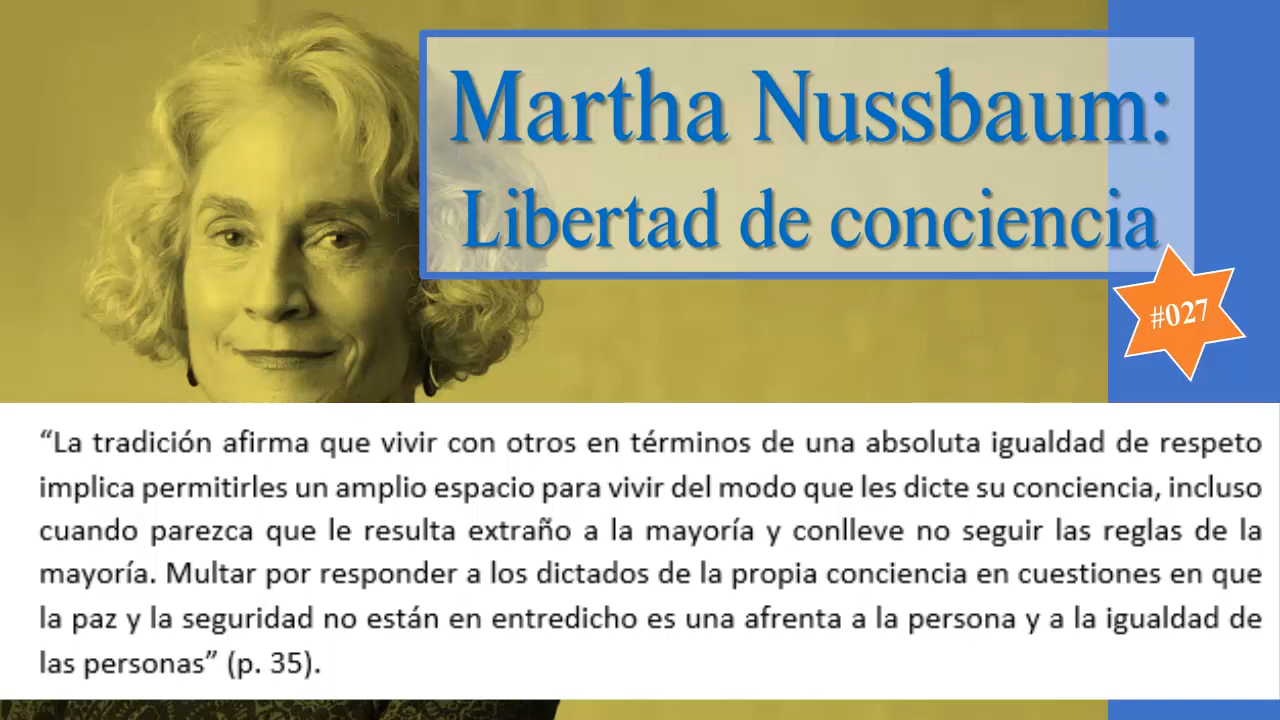 Martha Nussbaum:
Libertad de conciencia
#027
“La tradición afirma que vivir con otros en términos de una absoluta igualdad de respeto
implica permitirles un amplio espacio para vivir del modo que les dicte su conciencia, incluso
cuando parezca que le resulta extraño a la mayoría y conlleve no seguir las reglas de la
mayoría. Multar por responder a los dictados de la propia conciencia en cuestiones en que
la paz y la seguridad no están en entredicho es una afrenta a la persona y a la igualdad de
las personas” (p. 35).